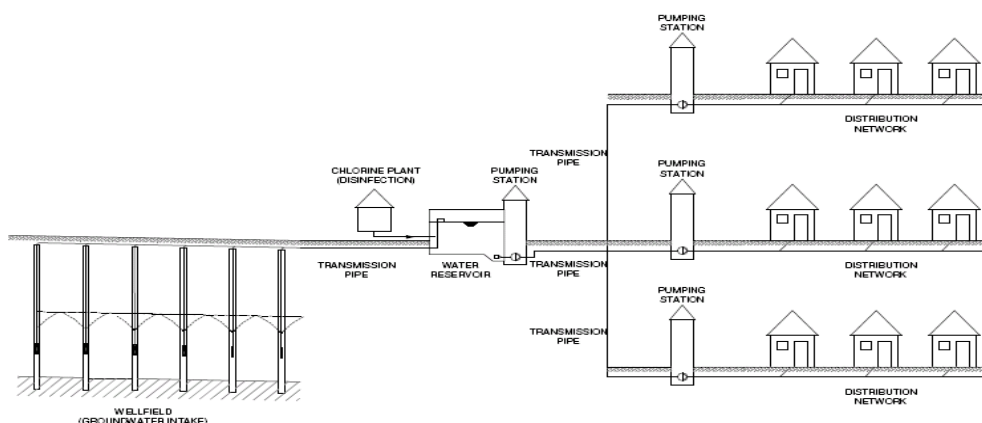 PUMPING
STATION
DISTRIBUTION
NETWORK
TRANSMISSION
PIPE
CHLORINE PLANT
(DISINFECTION)
PUMPING
STATION
PUMPING
STATION
TRANSMISSION
PIPE
WATER
RESERVOIR
TRANSMISSION
PIPE
DISTRIBUTION
NETWORK
PUMPING
STATION
TRANSMISSION
PIPE
DISTRIBUTION
NETWORK
WELLFIELD
(GROUNDWATER INTAKE)